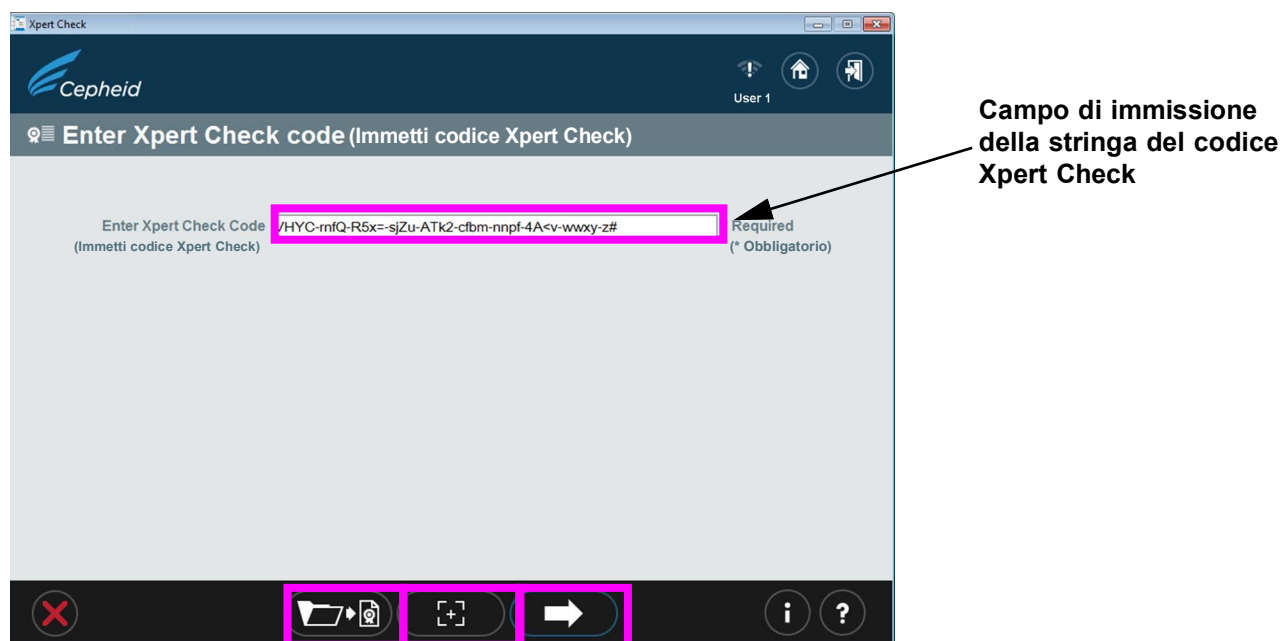 Xpert Check
Cepheid
User 1
Enter Xpert Check code (Immetti codice Xpert Check)
Campo di immissione
della stringa del codice
Xpert Check
Enter Xpert Check Code
(Immetti codice Xpert Check)
/HYC-rnfQ-R5x=-sjZu-ATk2-cfbm-nnpf-4A<v-wwxy-z#
Required
(* Obbligatorio)
i
?